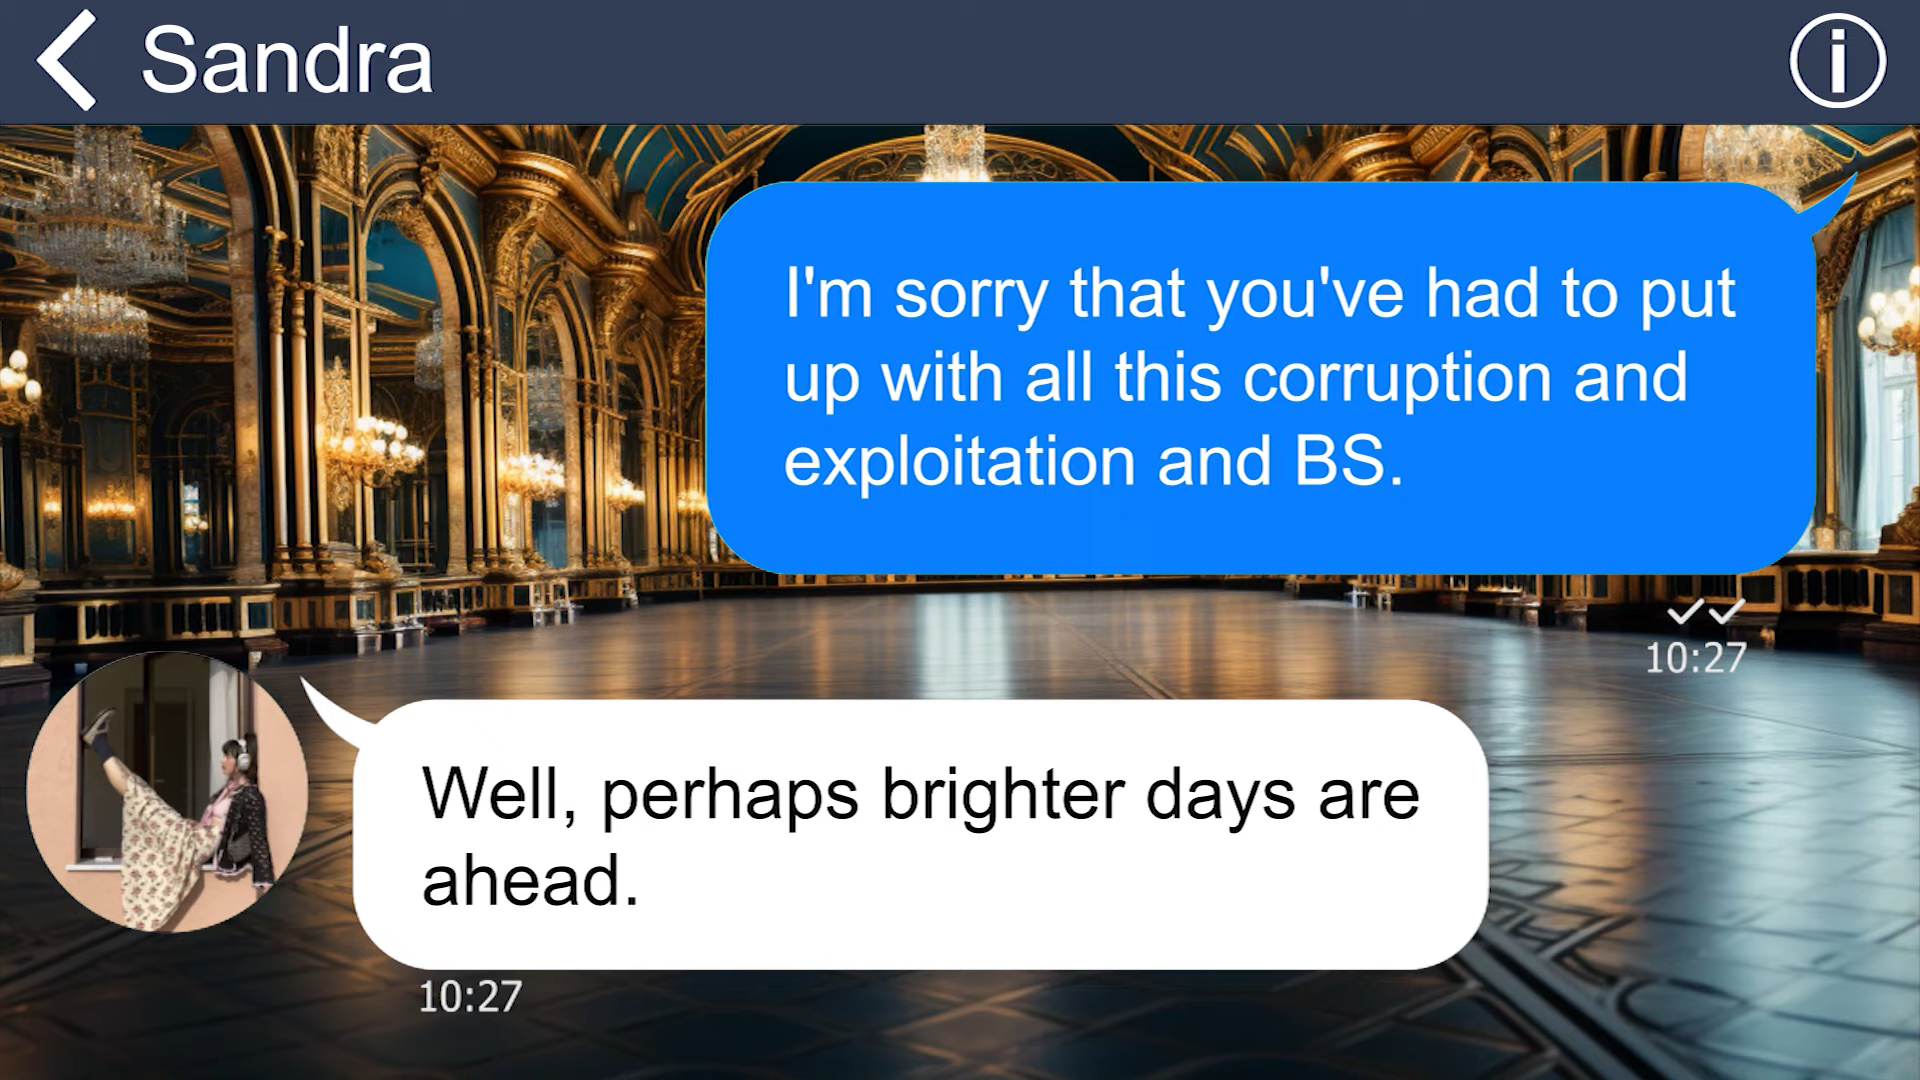 Sandra
I'm sorry that you've had to put
up with all this corruption and
exploitation and BS.
10:27
Well, perhaps brighter days are
ahead.
10:27